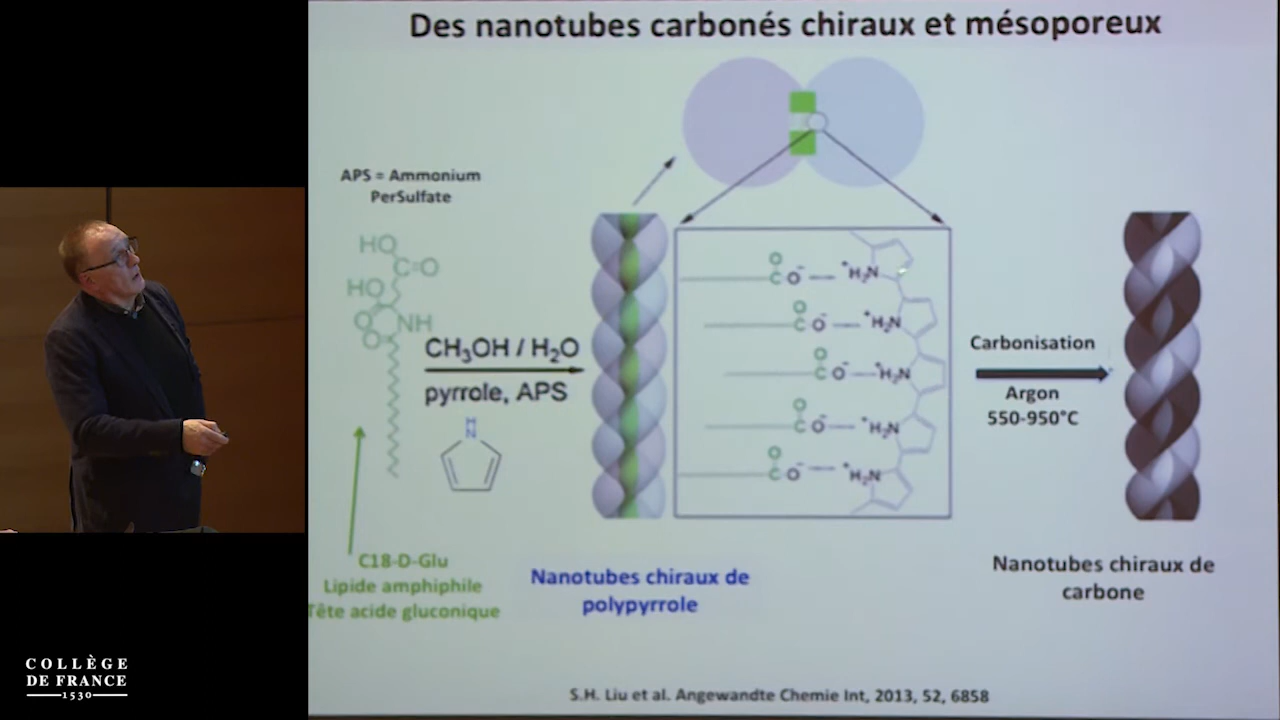 Des nanotubes carbonés chiraux et mésoporeux
APS = Ammonium
PerSulfate
HO
C=O
HO
O
NH
O
CH3OH / H2O
pyrrole, APS
H
N
C18-D-Glu
Lipide amphiphile
Tête acide gluconique
Nanotubes chiraux de
polypyrrole
O
C O⁻ — ⁺H2N
O
C O⁻ — ⁺H2N
O
C O⁻ — ⁺H2N
O
C O⁻ — ⁺H2N
O
C O⁻ — ⁺H2N
Carbonisation
Argon
550-950°C
Nanotubes chiraux de
carbone
S.H. Liu et al. Angewandte Chemie Int, 2013, 52, 6858
COLLÈGE
DE FRANCE
1530